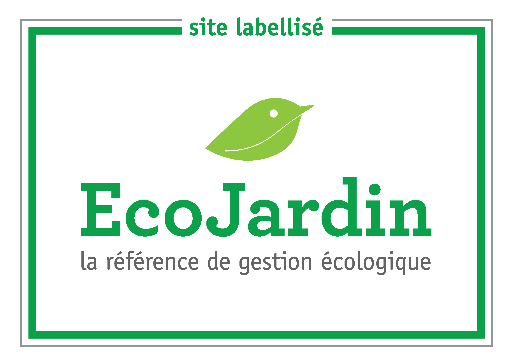 site labellisé
EcoJardin
la référence de gestion écologique